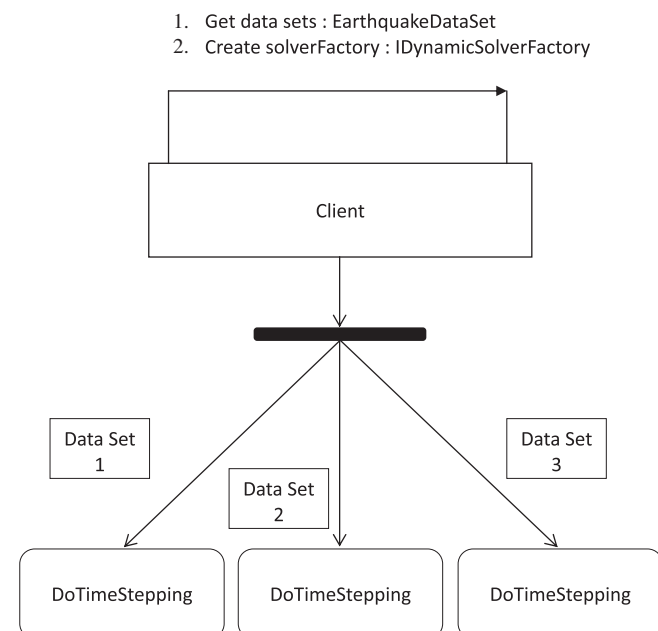 1. Get data sets : EarthquakeDataSet
2. Create solverFactory : IDynamicSolverFactory
Client
Data Set
1
Data Set
2
Data Set
3
DoTimeStepping
DoTimeStepping
DoTimeStepping